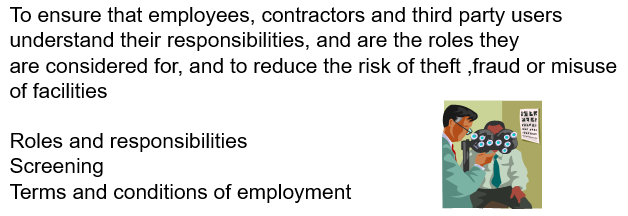 To ensure that employees, contractors and third party users
understand their responsibilities, and are the roles they
are considered for, and to reduce the risk of theft ,fraud or misuse
of facilities
Roles and responsibilities
Screening
Terms and conditions of employment